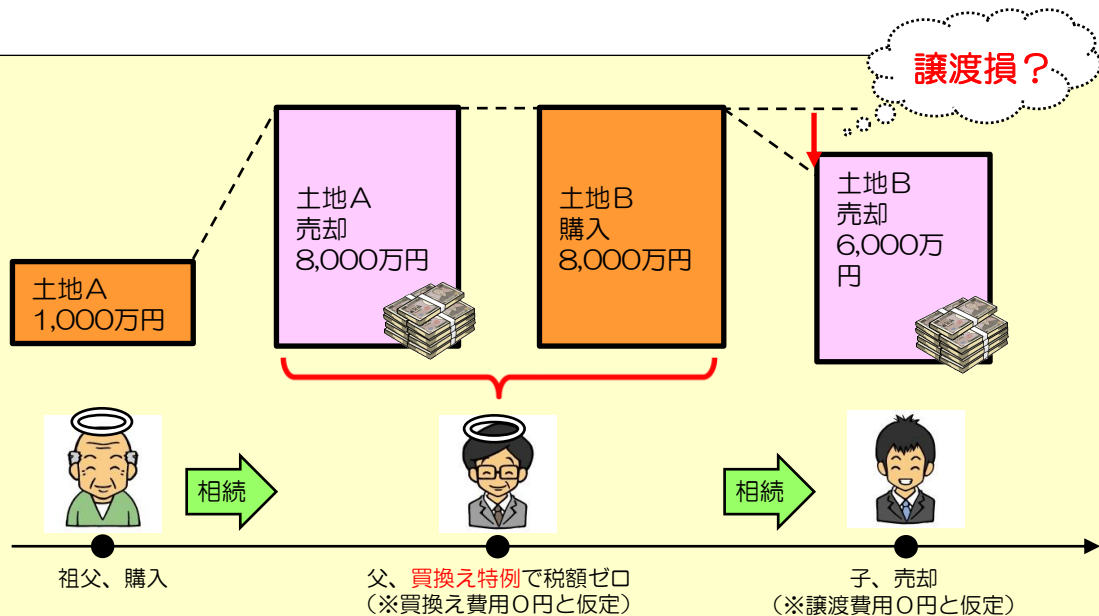 譲渡損？
土地Ａ
売却
8,000万円
土地Ｂ
購入
8,000万円
土地Ｂ
売却
6,000万
円
土地Ａ
1,000万円
相続
相続
祖父、購入
父、買換え特例で税額ゼロ
（※買換え費用０円と仮定）
子、売却
（※譲渡費用０円と仮定）